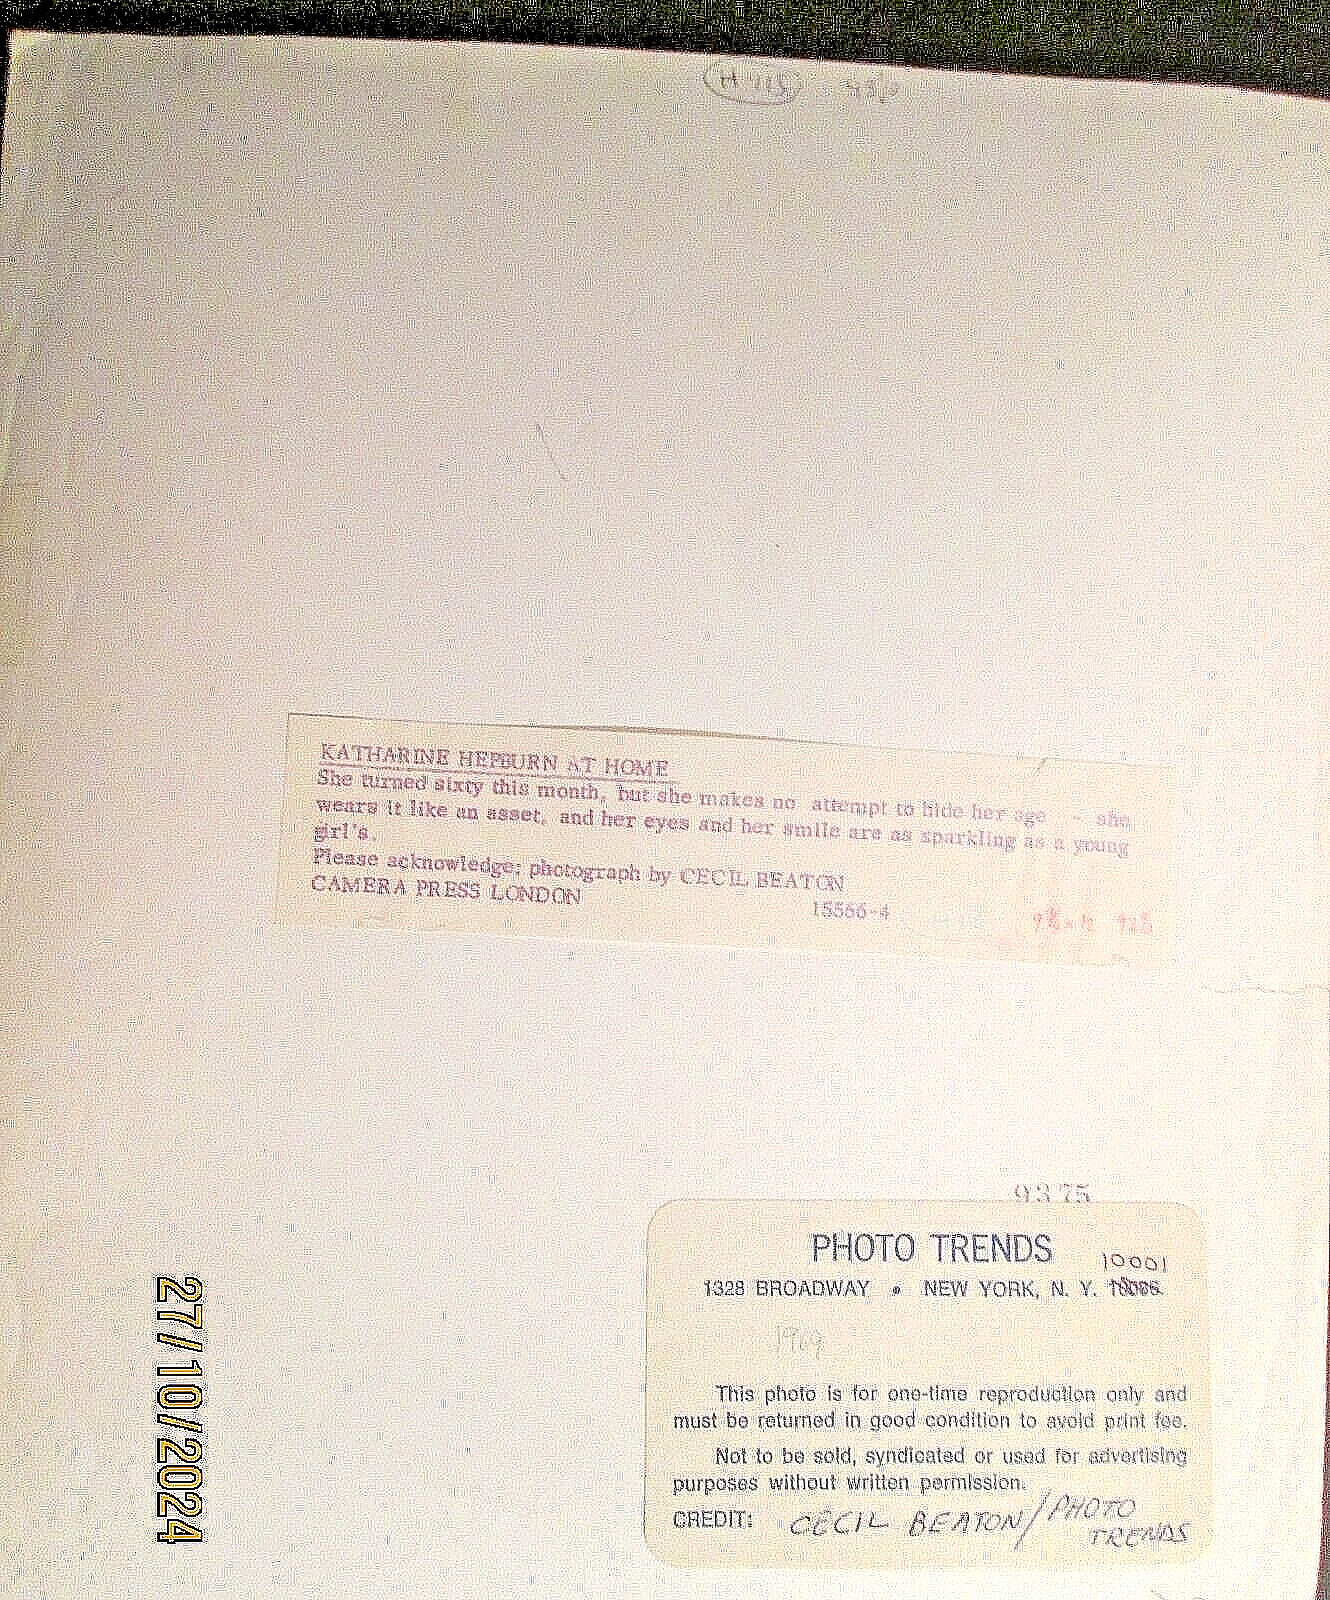 KATHARINE HEPBURN AT HOME
She turned sixty this month, but she makes no attempt to hide her age - she
wears it like an asset, and her eyes and her smile are as sparkling as a young
girl's.
Please acknowledge: photograph by CECIL BEATON
CAMERA PRESS LONDON
15566-4
9375
PHOTO TRENDS
10001
1328 BROADWAY • NEW YORK, N. Y.
1969
This photo is for one-time reproduction only and
must be returned in good condition to avoid print fee.
Not to be sold, syndicated or used for advertising
purposes without written permission.
CREDIT: CECIL BEATON/PHOTO
TRENDS
27/10/2024